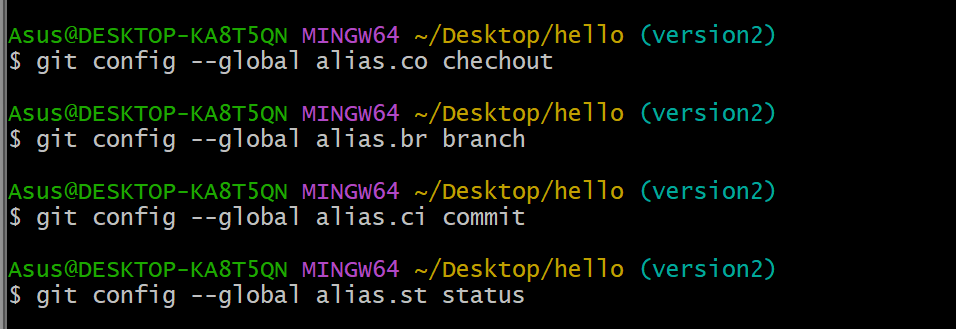 Asus@DESKTOP-KA8T5QN MINGW64 ~/Desktop/hello (version2)
$ git config --global alias.co chechout
Asus@DESKTOP-KA8T5QN MINGW64 ~/Desktop/hello (version2)
$ git config --global alias.br branch
Asus@DESKTOP-KA8T5QN MINGW64 ~/Desktop/hello (version2)
$ git config --global alias.ci commit
Asus@DESKTOP-KA8T5QN MINGW64 ~/Desktop/hello (version2)
$ git config --global alias.st status